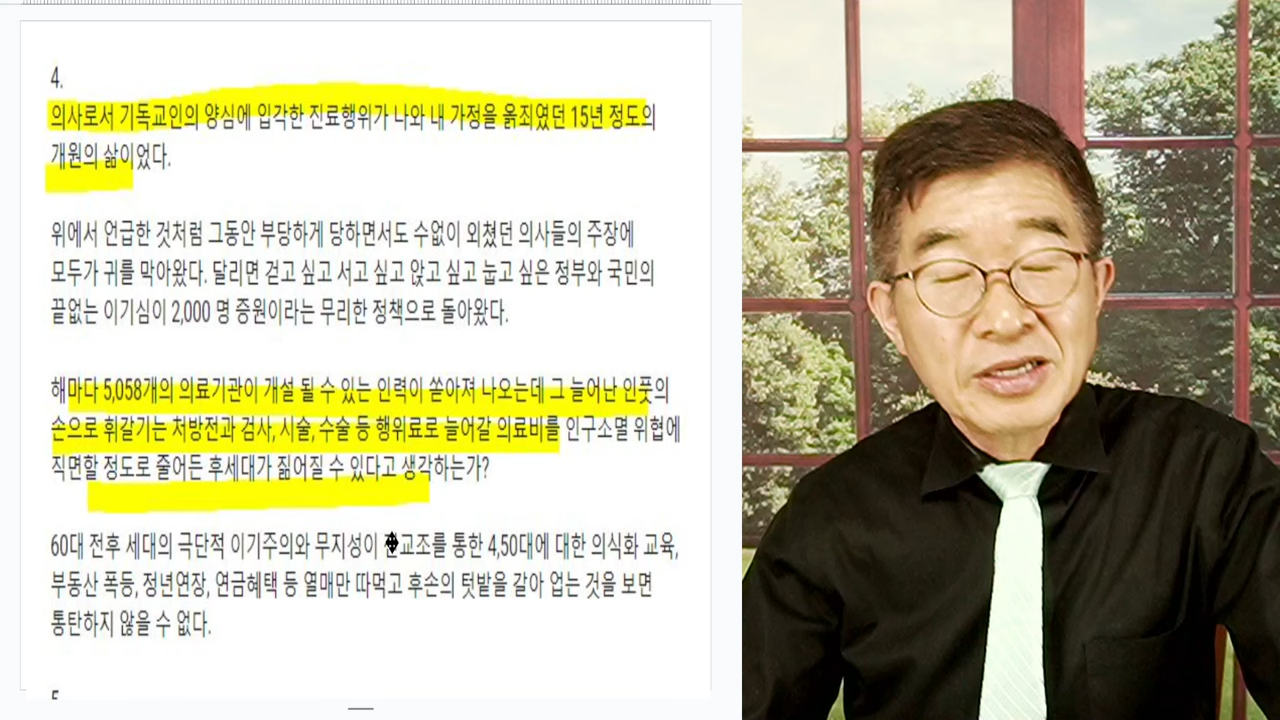 4.
의사로서 기독교인의 양심에 입각한 진료행위가 나와 내 가정을 옭죄였던 15년 정도의
개원의 삶이었다.
위에서 언급한 것처럼 그동안 부당하게 당하면서도 수없이 외쳤던 의사들의 주장에
모두가 귀를 막아왔다. 달리면 걷고 싶고 서고 싶고 앉고 싶고 눕고 싶은 정부와 국민의
끝없는 이기심이 2,000 명 증원이라는 무리한 정책으로 돌아왔다.
해마다 5,058개의 의료기관이 개설 될 수 있는 인력이 쏟아져 나오는데 그 늘어난 인풋의
손으로 휘갈기는 처방전과 검사, 시술, 수술 등 행위료로 늘어갈 의료비를 인구소멸 위협에
직면할 정도로 줄어든 후세대가 짊어질 수 있다고 생각하는가?
60대 전후 세대의 극단적 이기주의와 무지성이 전교조를 통한 4,50대에 대한 의식화 교육,
부동산 폭등, 정년연장, 연금혜택 등 열매만 따먹고 후손의 텃밭을 갈아 업는 것을 보면
통탄하지 않을 수 없다.